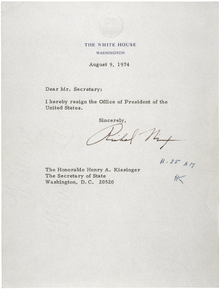 THE WHITE HOUSE
WASHINGTON
August 9, 1974
Dear Mr. Secretary:
I hereby resign the Office of President of the
United States.
Sincerely,
11.35 AM
HK
The Honorable Henry A. Kissinger
The Secretary of State
Washington, D. C. 20520